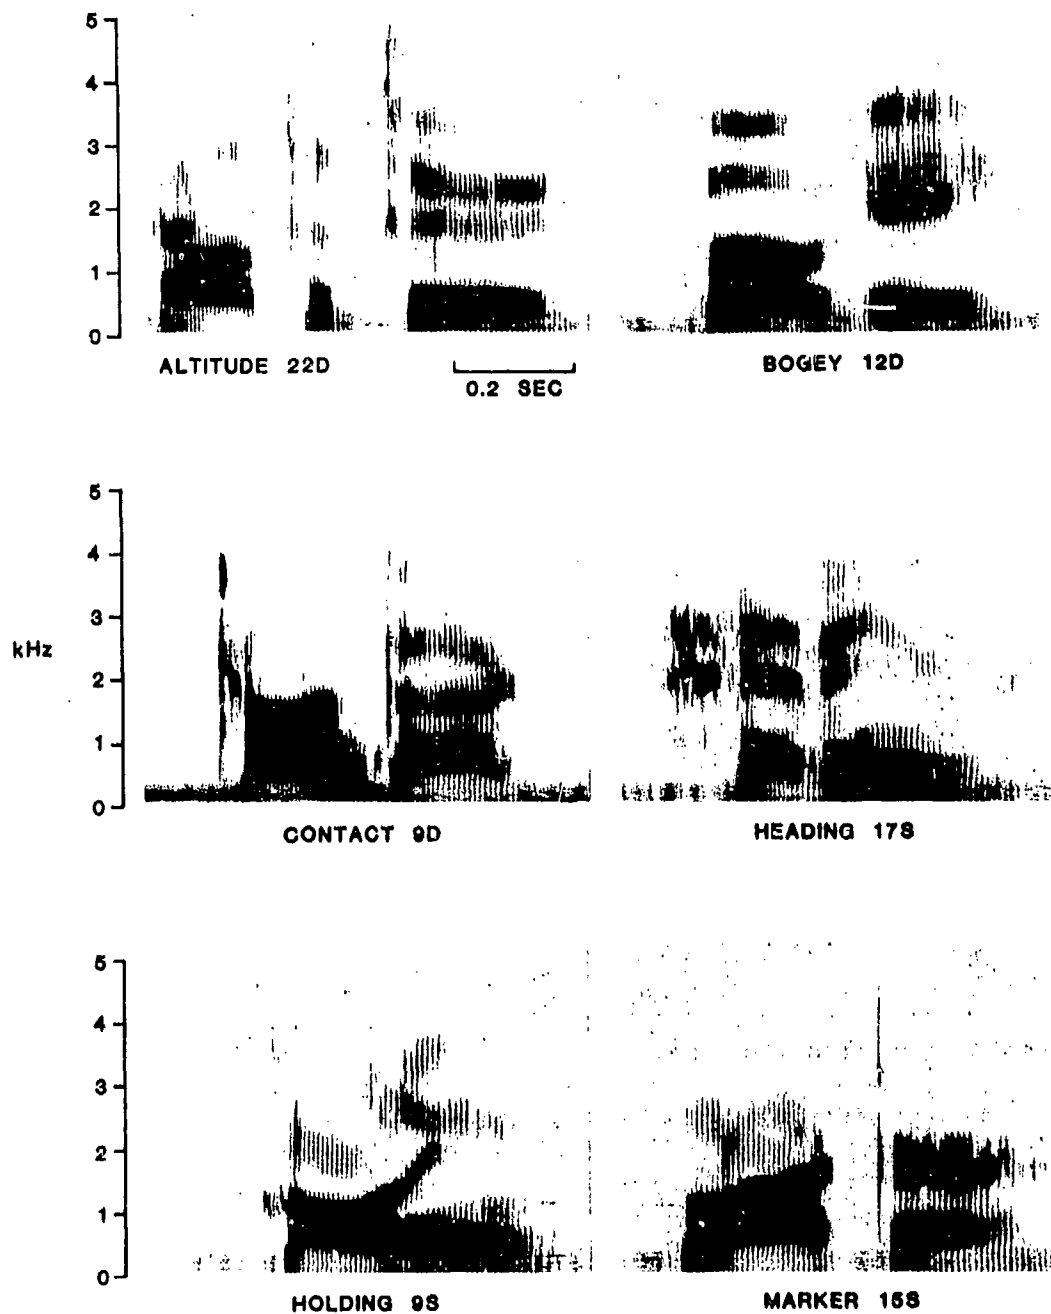 5
4
3
2
1
0
ALTITUDE 22D
0.2 SEC
BOGEY 12D
5
4
3
2
1
0
kHz
CONTACT 9D
HEADING 17S
5
4
3
2
1
0
HOLDING 9S
MARKER 15S